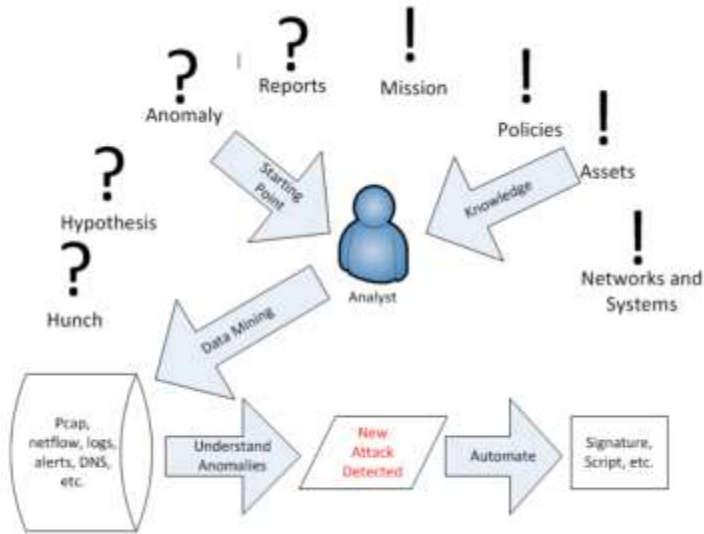 ?
?
!
Reports
Mission
!
Anomaly
Policies
!
Starting
Point
Assets
Knowledge
?
Hypothesis
!
Networks and
Systems
?
Analyst
Hunch
Data Mining
Pcap,
netflow, logs,
alerts, DNS,
etc.
Understand
Anomalies
New
Attack
Detected
Automate
Signature,
Script, etc.